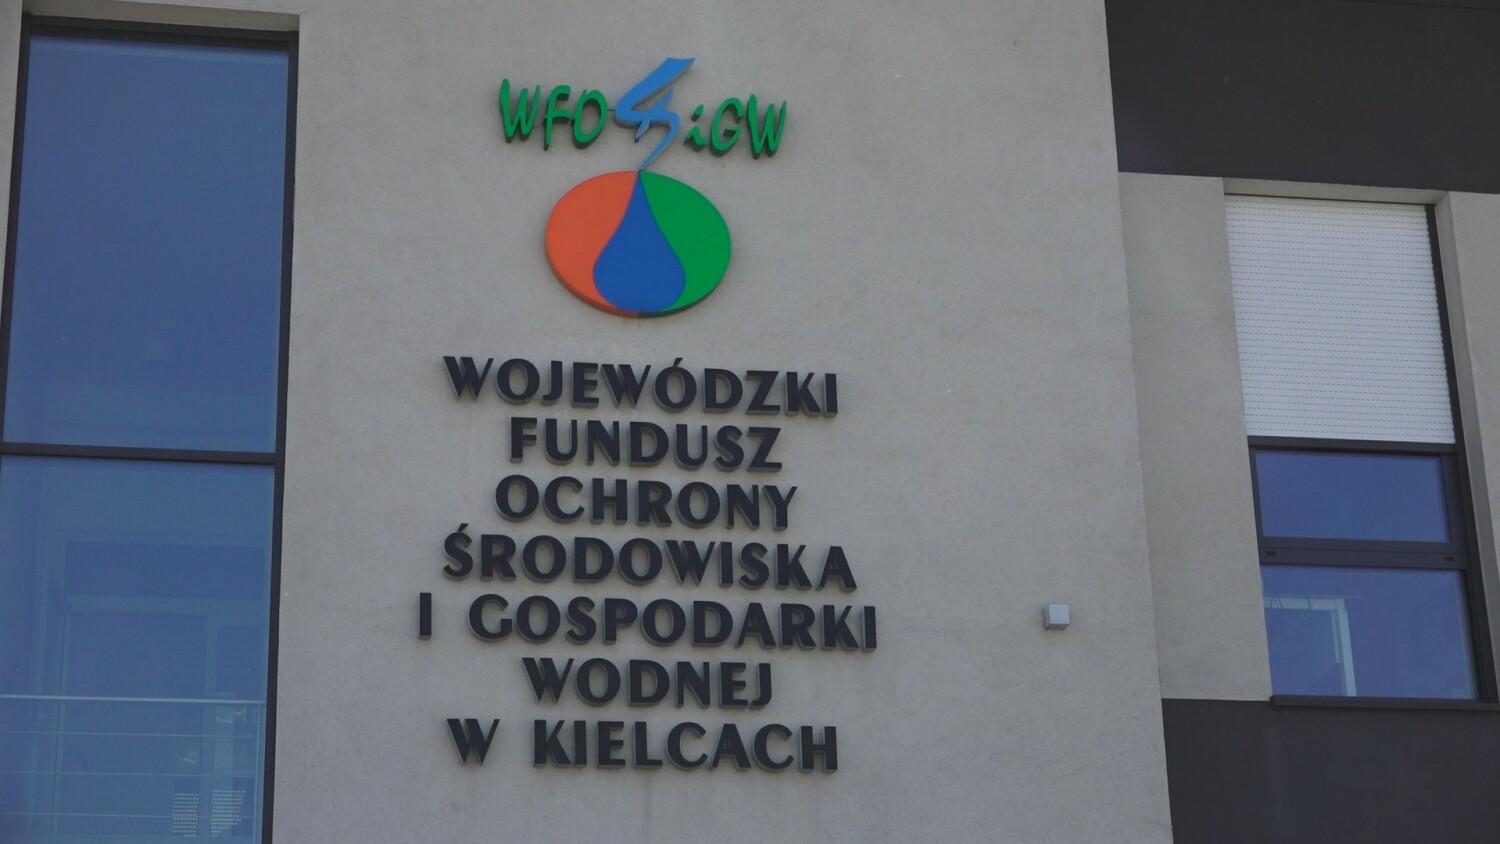 WFOŚiGW
WOJEWÓDZKI
FUNDUSZ
OCHRONY
ŚRODOWISKA
I GOSPODARKI
WODNEJ
W KIELCACH